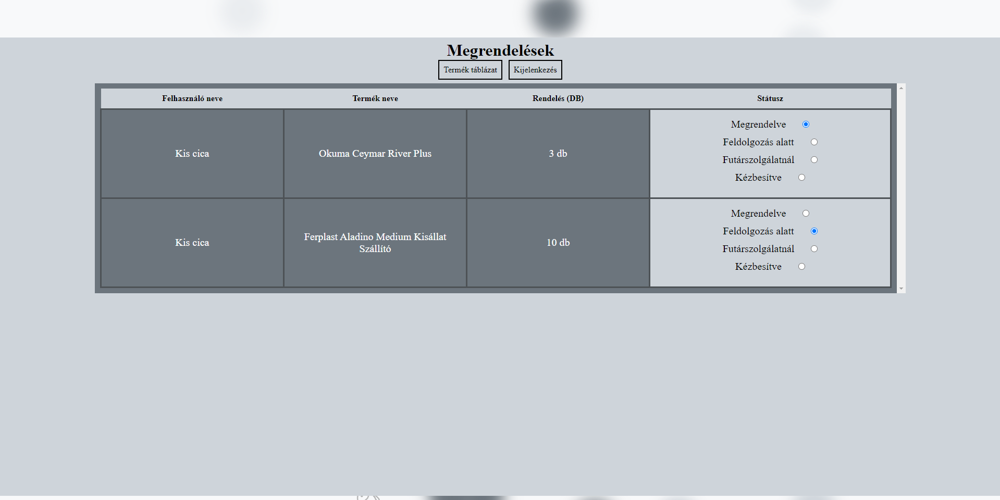 Megrendelések
Termék táblázat Kijelenkezés
Felhasználó neve Termék neve Rendelés (DB) Státusz
Kis cica
Okuma Ceymar River Plus
3 db
Megrendelve
Feldolgozás alatt
Futárszolgálatnál
Kézbesítve
Kis cica
Ferplast Aladino Medium Kisállat
Szállító
10 db
Megrendelve
Feldolgozás alatt
Futárszolgálatnál
Kézbesítve